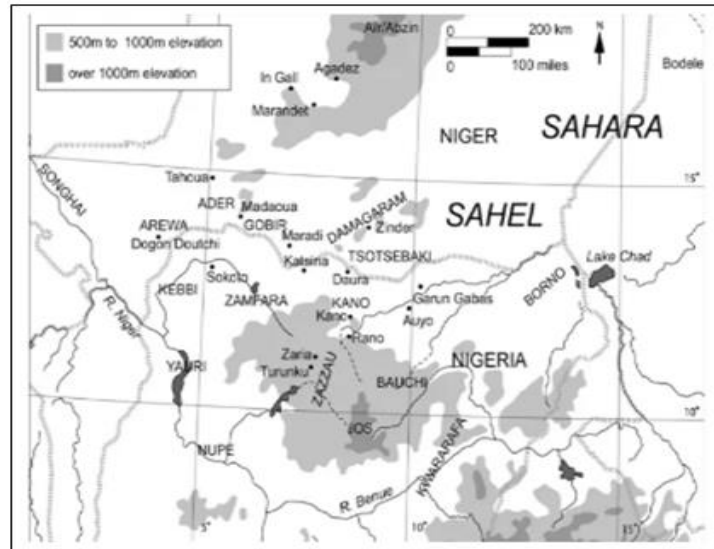 500m to 1000m elevation
over 1000m elevation
Aïr/Abzin
0 200 km
0 100 miles
N
Bodele
Agadez
In Gall
Marandet
NIGER
SAHARA
15°
SONGHAI
Tahoua
ADER
Madaoua
GOBIR
DAMAGARAM
Zinder
SAHEL
AREWA
Dogon Doutchi
Maradi
TSOTSEBAKI
Katsina
Daura
Lake Chad
Sokoto
KEBBI
ZAMFARA
Garun Gabas
BORNO
R. Niger
KANO
Kano
Auyo
Rano
YAURI
Zaria
Turunku
ZAZZAU
NIGERIA
BAUCHI
10°
JOS
NUPE
KWARARAFA
R. Benue
5°
10
15°